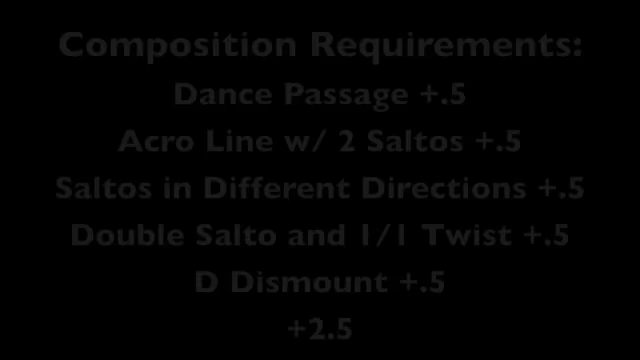 Composition Requirements:
Dance Passage +.5
Acro Line w/ 2 Saltos +.5
Saltos in Different Directions +.5
Double Salto and 1/1 Twist +.5
D Dismount +.5
+2.5